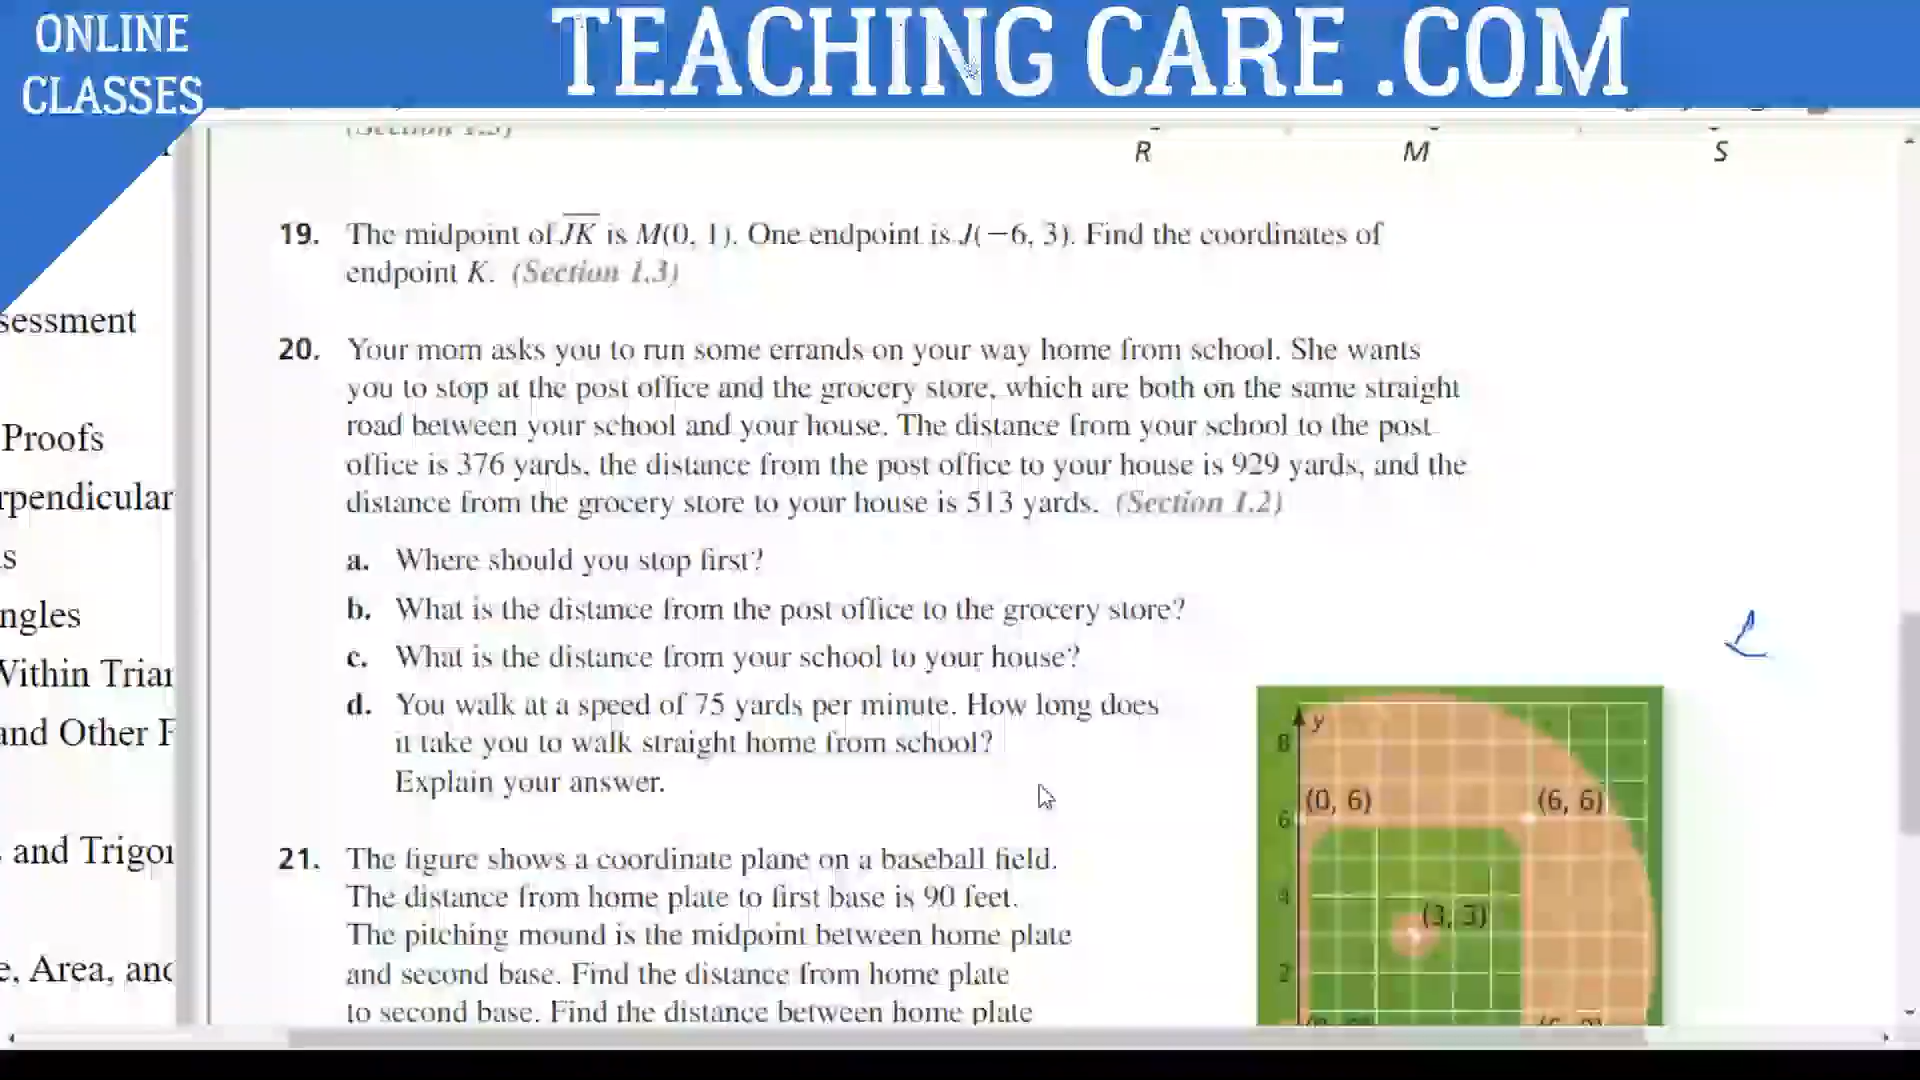 ONLINE
CLASSES
TEACHING CARE .COM
(Section 1.3)
R M S
19. The midpoint of JK is M(0, 1). One endpoint is J(−6, 3). Find the coordinates of
endpoint K. (Section 1.3)
20. Your mom asks you to run some errands on your way home from school. She wants
you to stop at the post office and the grocery store, which are both on the same straight
road between your school and your house. The distance from your school to the post
office is 376 yards, the distance from the post office to your house is 929 yards, and the
distance from the grocery store to your house is 513 yards. (Section 1.2)
a. Where should you stop first?
b. What is the distance from the post office to the grocery store?
c. What is the distance from your school to your house?
d. You walk at a speed of 75 yards per minute. How long does
it take you to walk straight home from school?
Explain your answer.
21. The figure shows a coordinate plane on a baseball field.
The distance from home plate to first base is 90 feet.
The pitching mound is the midpoint between home plate
and second base. Find the distance from home plate
to second base. Find the distance between home plate
y
8
(0, 6) (6, 6)
6
4
(3, 3)
2
sessment
Proofs
rpendicular
s
ngles
Within Trian
and Other F
and Trigon
e, Area, and